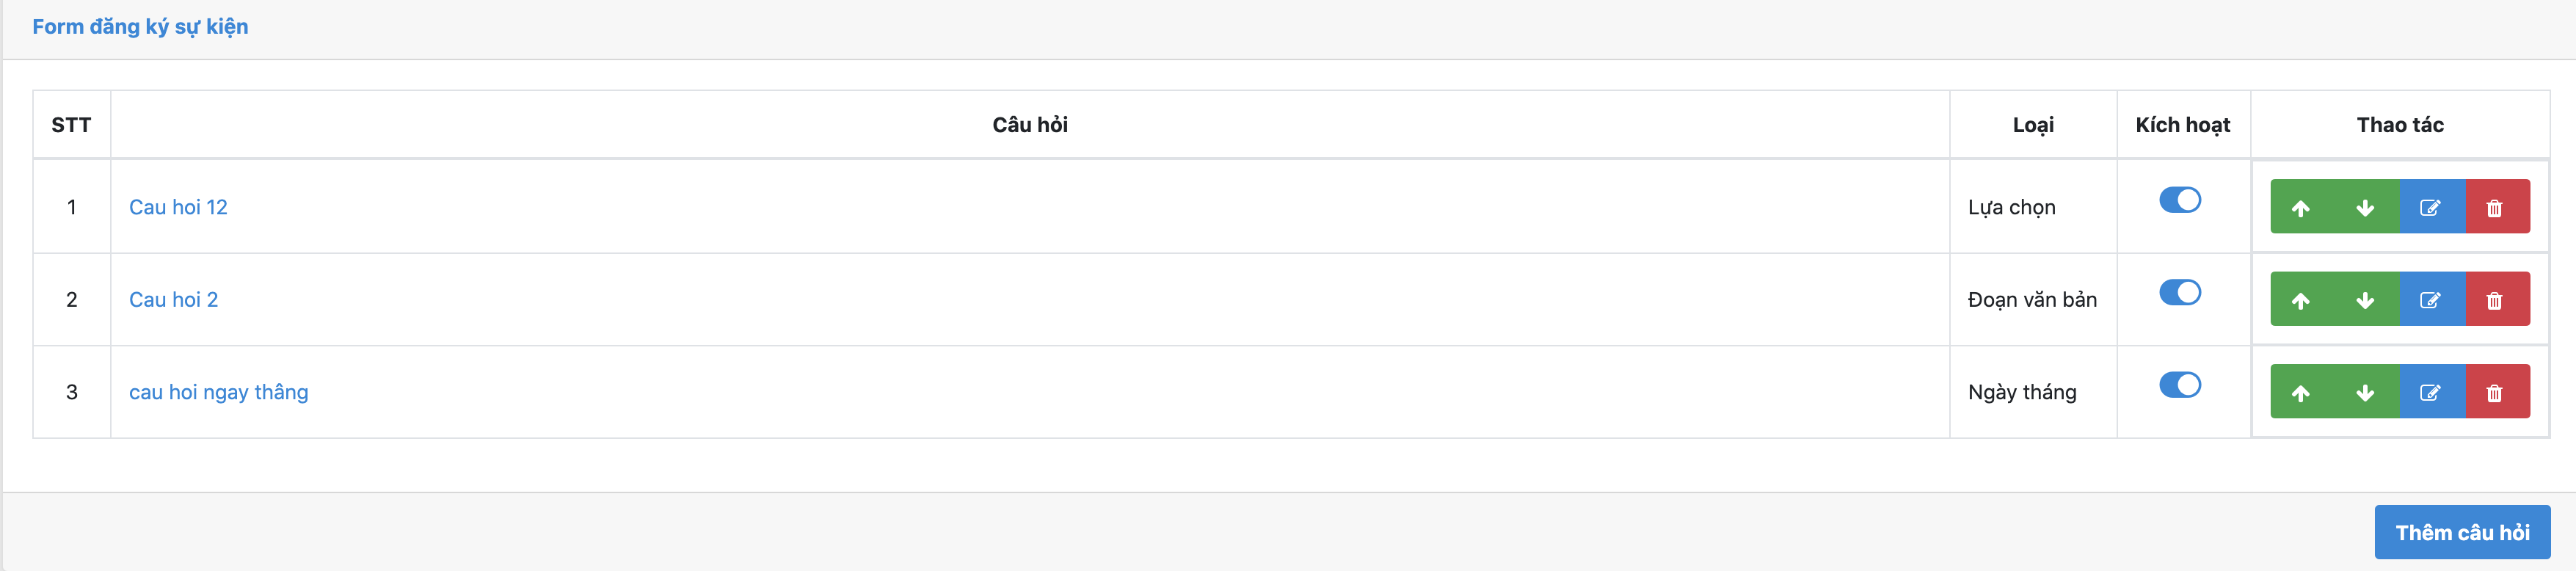 Form đăng ký sự kiện
STT Câu hỏi Loại Kích hoạt Thao tác
1 Cau hoi 12 Lựa chọn
2 Cau hoi 2 Đoạn văn bản
3 cau hoi ngay thâng Ngày tháng
Thêm câu hỏi